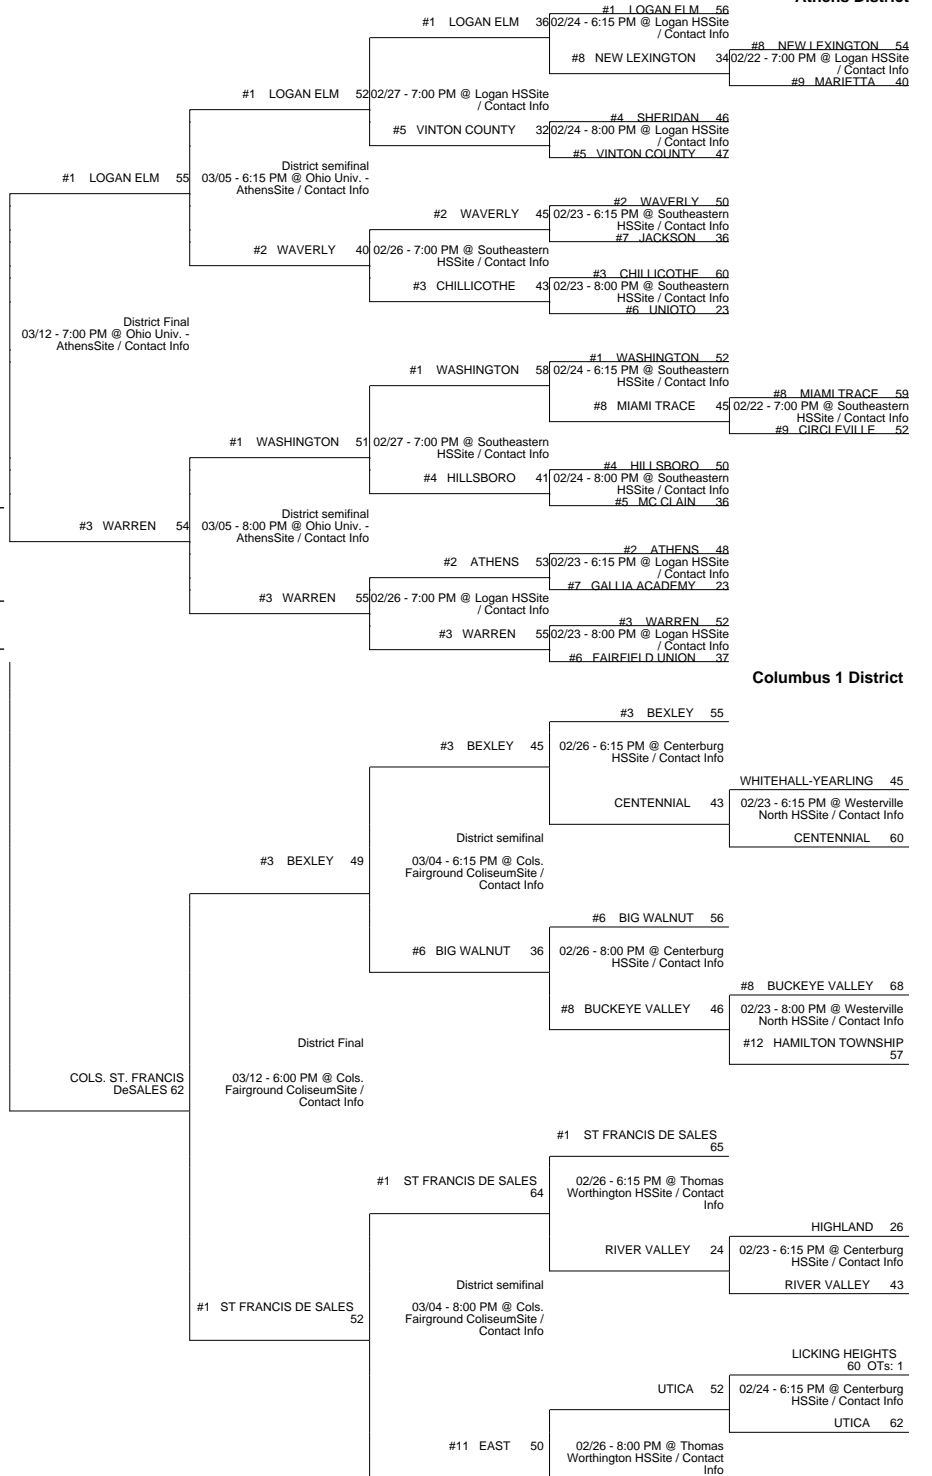 Athens District
#1 LOGAN ELM 56
#1 LOGAN ELM 36
02/24 - 6:15 PM @ Logan HSSite
/ Contact Info
#8 NEW LEXINGTON 54
#8 NEW LEXINGTON 34
02/22 - 7:00 PM @ Logan HSSite
/ Contact Info
#9 MARIETTA 40
#1 LOGAN ELM 52
02/27 - 7:00 PM @ Logan HSSite
/ Contact Info
#4 SHERIDAN 46
#5 VINTON COUNTY 32
02/24 - 8:00 PM @ Logan HSSite
/ Contact Info
#5 VINTON COUNTY 47
District semifinal
#1 LOGAN ELM 55
03/05 - 6:15 PM @ Ohio Univ. -
AthensSite / Contact Info
#2 WAVERLY 50
#2 WAVERLY 45
02/23 - 6:15 PM @ Southeastern
HSSite / Contact Info
#7 JACKSON 36
#2 WAVERLY 40
02/26 - 7:00 PM @ Southeastern
HSSite / Contact Info
#3 CHILLICOTHE 60
#3 CHILLICOTHE 43
02/23 - 8:00 PM @ Southeastern
HSSite / Contact Info
#6 UNIOTO 23
District Final
03/12 - 7:00 PM @ Ohio Univ. -
AthensSite / Contact Info
#1 WASHINGTON 52
#1 WASHINGTON 58
02/24 - 6:15 PM @ Southeastern
HSSite / Contact Info
#8 MIAMI TRACE 59
#8 MIAMI TRACE 45
02/22 - 7:00 PM @ Southeastern
HSSite / Contact Info
#9 CIRCLEVILLE 52
#1 WASHINGTON 51
02/27 - 7:00 PM @ Southeastern
HSSite / Contact Info
#4 HILLSBORO 50
#4 HILLSBORO 41
02/24 - 8:00 PM @ Southeastern
HSSite / Contact Info
#5 MC CLAIN 36
District semifinal
#3 WARREN 54
03/05 - 8:00 PM @ Ohio Univ. -
AthensSite / Contact Info
#2 ATHENS 48
#2 ATHENS 53
02/23 - 6:15 PM @ Logan HSSite
/ Contact Info
#7 GALLIA ACADEMY 23
#3 WARREN 55
02/26 - 7:00 PM @ Logan HSSite
/ Contact Info
#3 WARREN 52
#3 WARREN 55
02/23 - 8:00 PM @ Logan HSSite
/ Contact Info
#6 FAIRFIELD UNION 37
Columbus 1 District
#3 BEXLEY 55
#3 BEXLEY 45
02/26 - 6:15 PM @ Centerburg
HSSite / Contact Info
WHITEHALL-YEARLING 45
CENTENNIAL 43
02/23 - 6:15 PM @ Westerville
North HSSite / Contact Info
CENTENNIAL 60
District semifinal
#3 BEXLEY 49
03/04 - 6:15 PM @ Cols.
Fairground ColiseumSite /
Contact Info
#6 BIG WALNUT 56
#6 BIG WALNUT 36
02/26 - 8:00 PM @ Centerburg
HSSite / Contact Info
#8 BUCKEYE VALLEY 68
#8 BUCKEYE VALLEY 46
02/23 - 8:00 PM @ Westerville
North HSSite / Contact Info
#12 HAMILTON TOWNSHIP
57
District Final
COLS. ST. FRANCIS
DeSALES 62
03/12 - 6:00 PM @ Cols.
Fairground ColiseumSite /
Contact Info
#1 ST FRANCIS DE SALES
65
#1 ST FRANCIS DE SALES
64
02/26 - 6:15 PM @ Thomas
Worthington HSSite / Contact
Info
HIGHLAND 26
RIVER VALLEY 24
02/23 - 6:15 PM @ Centerburg
HSSite / Contact Info
RIVER VALLEY 43
District semifinal
#1 ST FRANCIS DE SALES
52
03/04 - 8:00 PM @ Cols.
Fairground ColiseumSite /
Contact Info
LICKING HEIGHTS
60 OTs: 1
UTICA 52
02/24 - 6:15 PM @ Centerburg
HSSite / Contact Info
UTICA 62
#11 EAST 50
02/26 - 8:00 PM @ Thomas
Worthington HSSite / Contact
Info